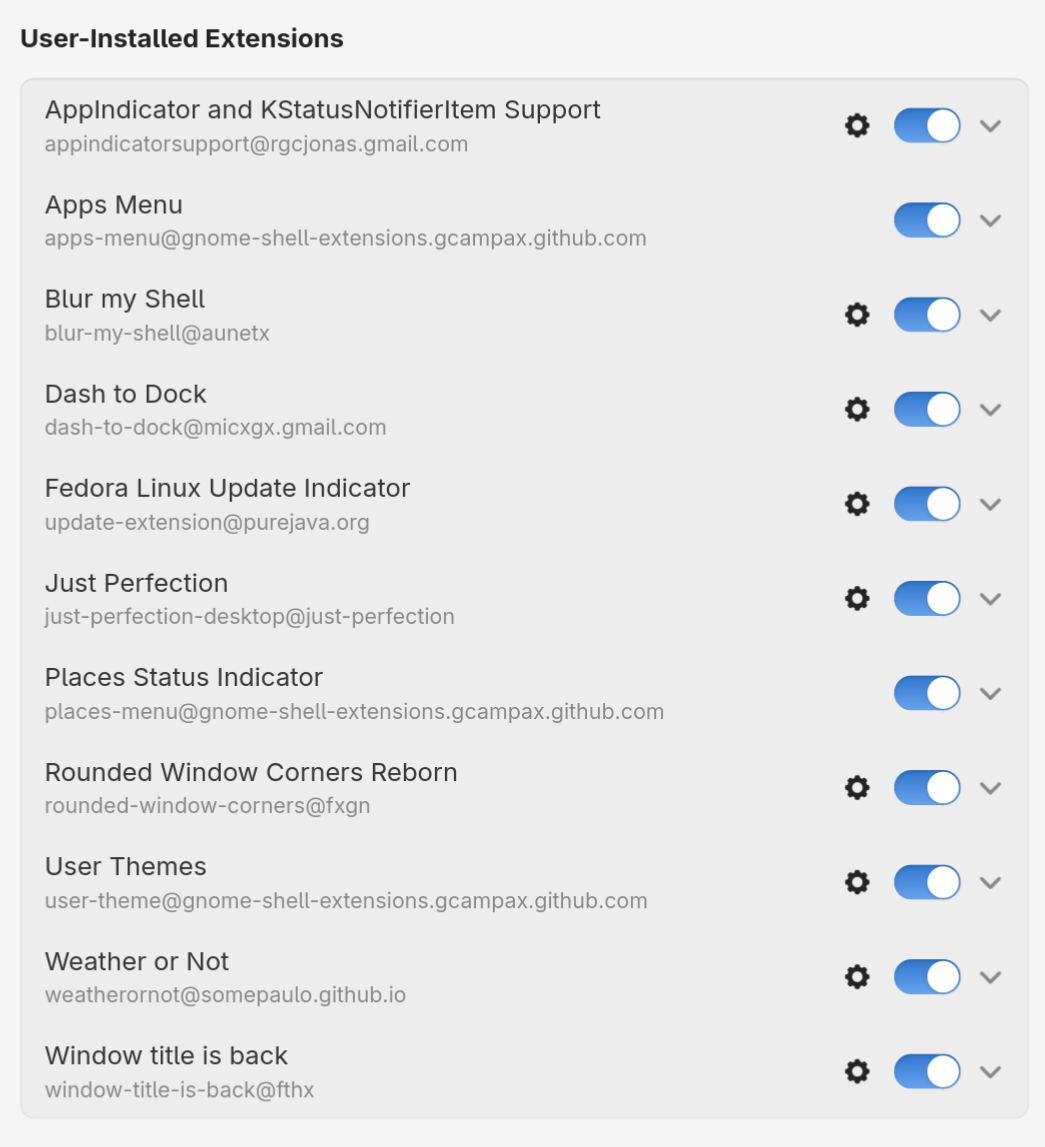 User-Installed Extensions
AppIndicator and KStatusNotifierItem Support
appindicatorsupport@rgcjonas.gmail.com
Apps Menu
apps-menu@gnome-shell-extensions.gcampax.github.com
Blur my Shell
blur-my-shell@aunetx
Dash to Dock
dash-to-dock@micxgx.gmail.com
Fedora Linux Update Indicator
update-extension@purejava.org
Just Perfection
just-perfection-desktop@just-perfection
Places Status Indicator
places-menu@gnome-shell-extensions.gcampax.github.com
Rounded Window Corners Reborn
rounded-window-corners@fxgn
User Themes
user-theme@gnome-shell-extensions.gcampax.github.com
Weather or Not
weatherornot@somepaulo.github.io
Window title is back
window-title-is-back@fthx